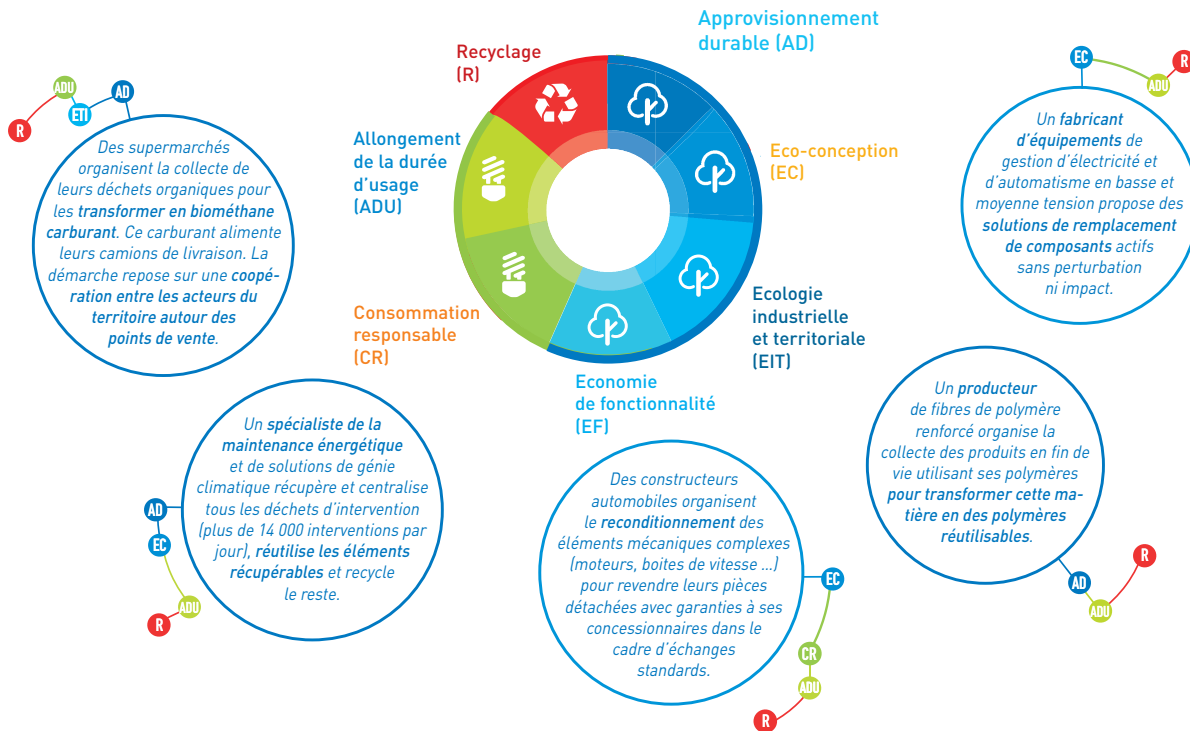 Approvisionnement
durable (AD)
Recyclage
(R)
Allongement
de la durée
d'usage
(ADU)
Eco-conception
(EC)
Consommation
responsable
(CR)
Ecologie
industrielle
et territoriale
(EIT)
Economie
de fonctionnalité
(EF)
R
ADU
ETI
AD
Des supermarchés
organisent la collecte de
leurs déchets organiques pour
les transformer en biométhane
carburant. Ce carburant alimente
leurs camions de livraison. La
démarche repose sur une coopé-
ration entre les acteurs du
territoire autour des
points de vente.
EC
ADU
R
Un fabricant
d'équipements de
gestion d'électricité et
d'automatisme en basse et
moyenne tension propose des
solutions de remplacement
de composants actifs
sans perturbation
ni impact.
Un spécialiste de la
maintenance énergétique
et de solutions de génie
climatique récupère et centralise
tous les déchets d'intervention
(plus de 14 000 interventions par
jour), réutilise les éléments
récupérables et recycle
le reste.
AD
EC
ADU
R
Des constructeurs
automobiles organisent
le reconditionnement des
éléments mécaniques complexes
(moteurs, boites de vitesse ...)
pour revendre leurs pièces
détachées avec garanties à ses
concessionnaires dans le
cadre d'échanges
standards.
EC
CR
ADU
R
Un producteur
de fibres de polymère
renforcé organise la
collecte des produits en fin de
vie utilisant ses polymères
pour transformer cette ma-
tière en des polymères
réutilisables.
R
AD
ADU